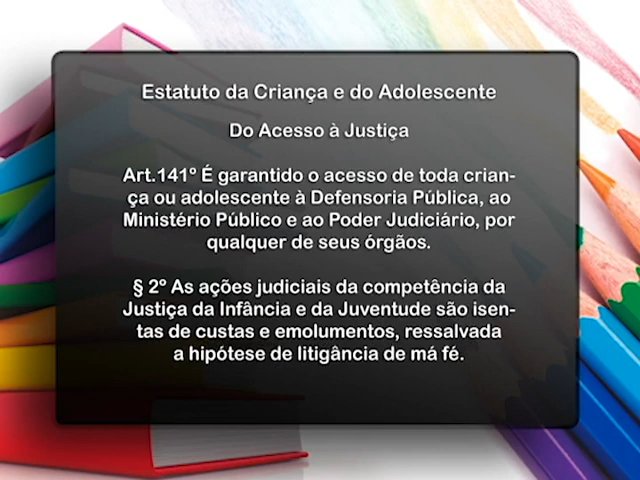 Estatuto da Criança e do Adolescente
Do Acesso à Justiça
Art.141º É garantido o acesso de toda crian-
ça ou adolescente à Defensoria Pública, ao
Ministério Público e ao Poder Judiciário, por
qualquer de seus órgãos.
§ 2º As ações judiciais da competência da
Justiça da Infância e da Juventude são isen-
tas de custas e emolumentos, ressalvada
a hipótese de litigância de má fé.